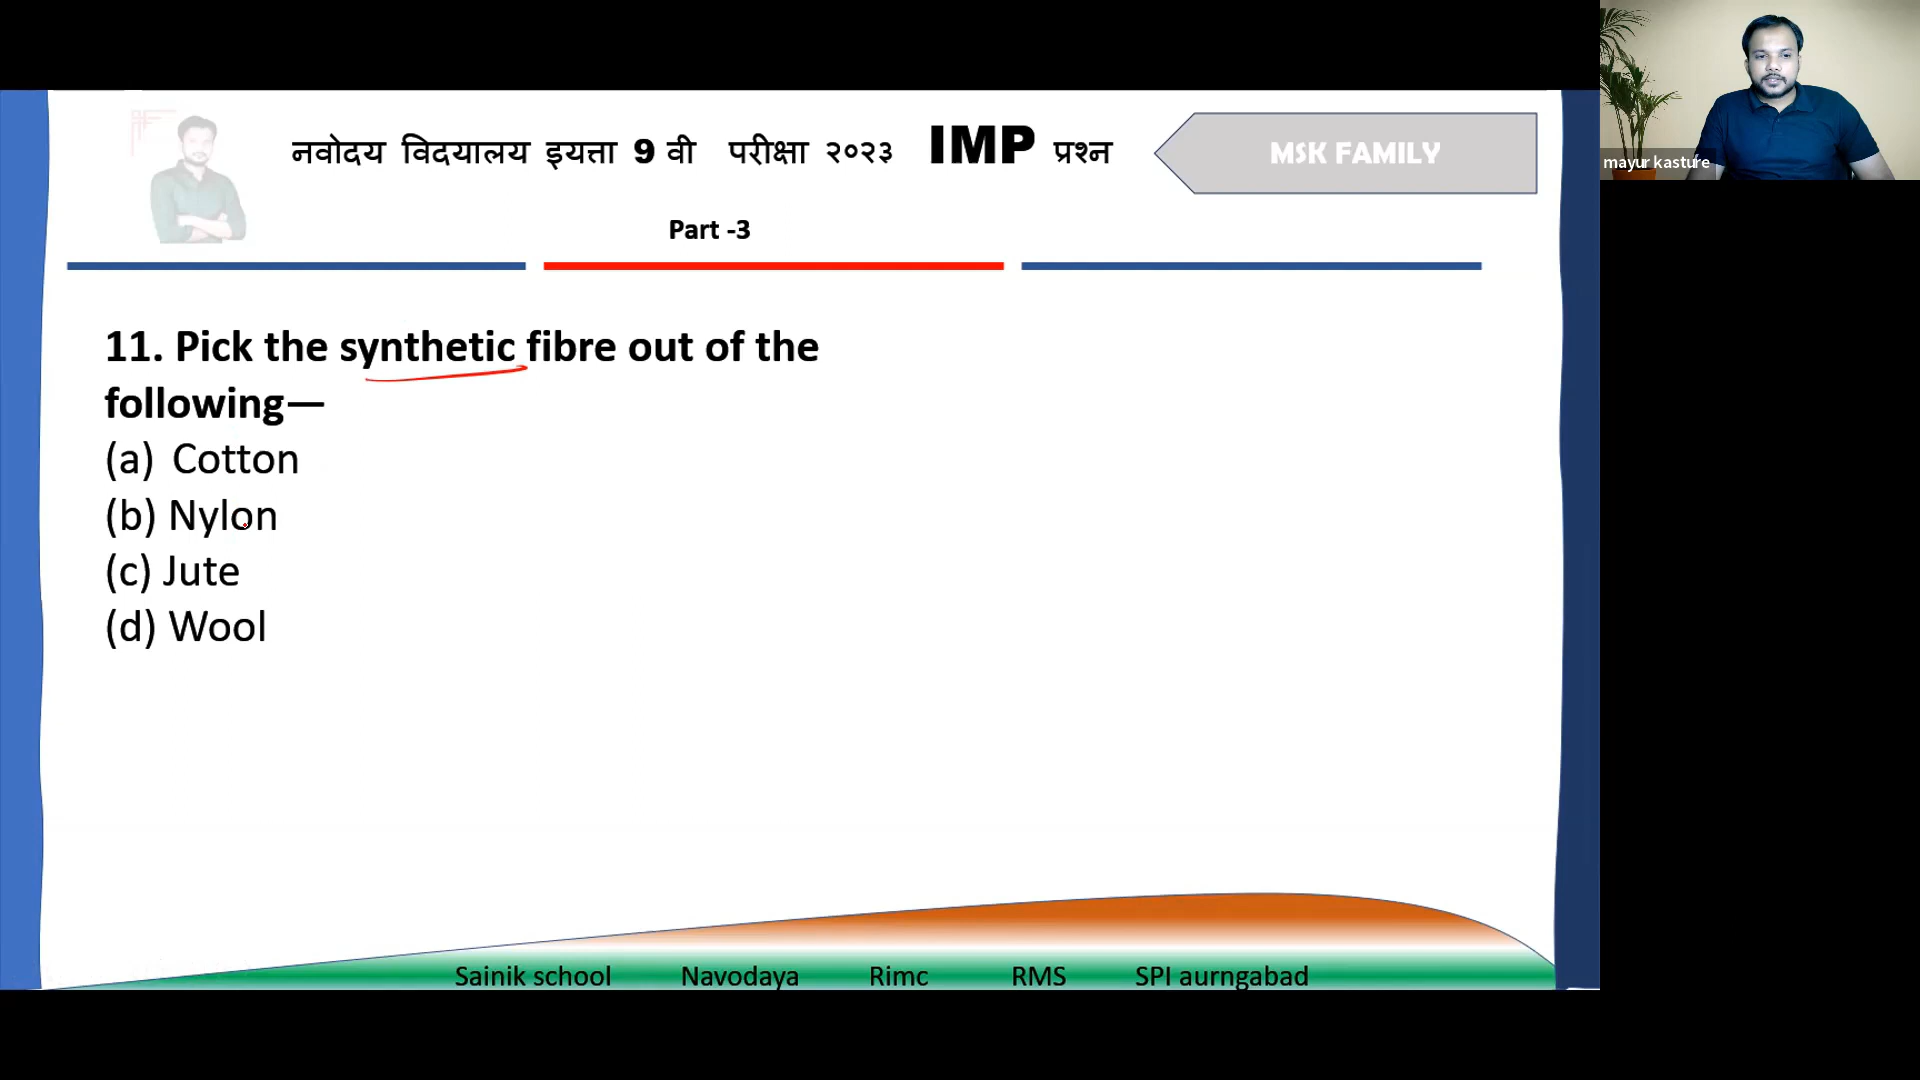 नवोदय विदयालय इयत्ता 9 वी परीक्षा २०२३ IMP प्रश्न
MSK FAMILY
mayur kasture
Part -3
11. Pick the synthetic fibre out of the
following—
(a) Cotton
(b) Nylon
(c) Jute
(d) Wool
Sainik school Navodaya Rimc RMS SPI aurngabad